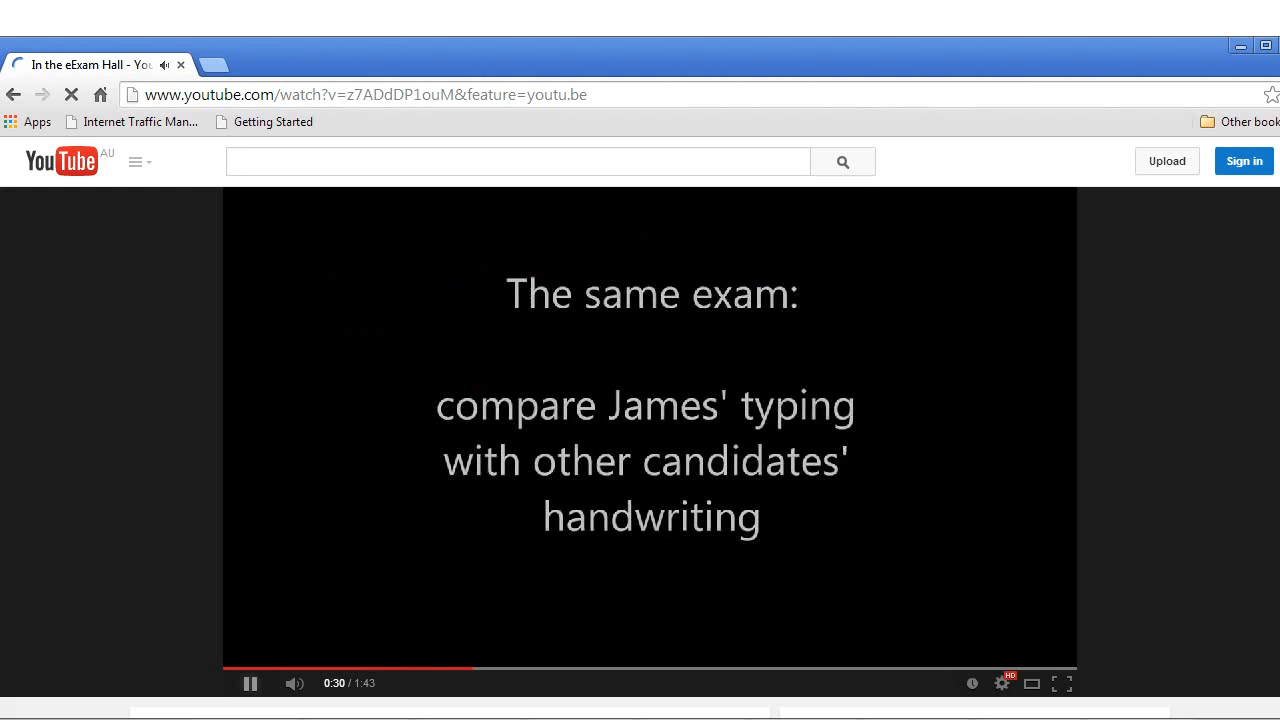 In the eExam Hall - You
www.youtube.com/watch?v=z7ADdDP1ouM&feature=youtu.be
Apps Internet Traffic Man... Getting Started Other book
YouTube AU Upload Sign in
The same exam:
compare James' typing
with other candidates'
handwriting
0:30 / 1:43 HD